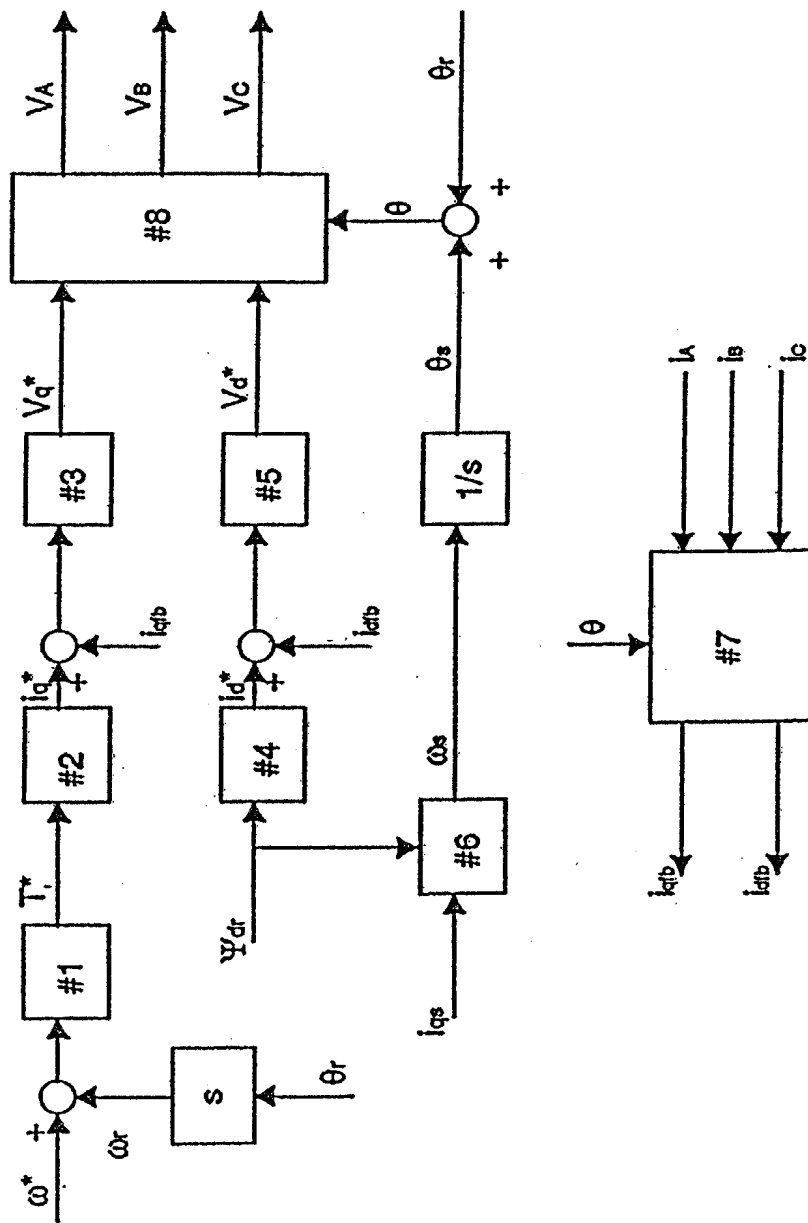 ω*
+
ωr
s
θr
#1
T*
#2
iq*
+
iqfb
#3
Vq*
#8
VA
VB
VC
Ψdr
#4
id*
+
idfb
#5
Vd*
iqs
#6
ωs
1/s
θs
+
+
θ
θr
θ
#7
iqfb
idfb
iA
iB
iC